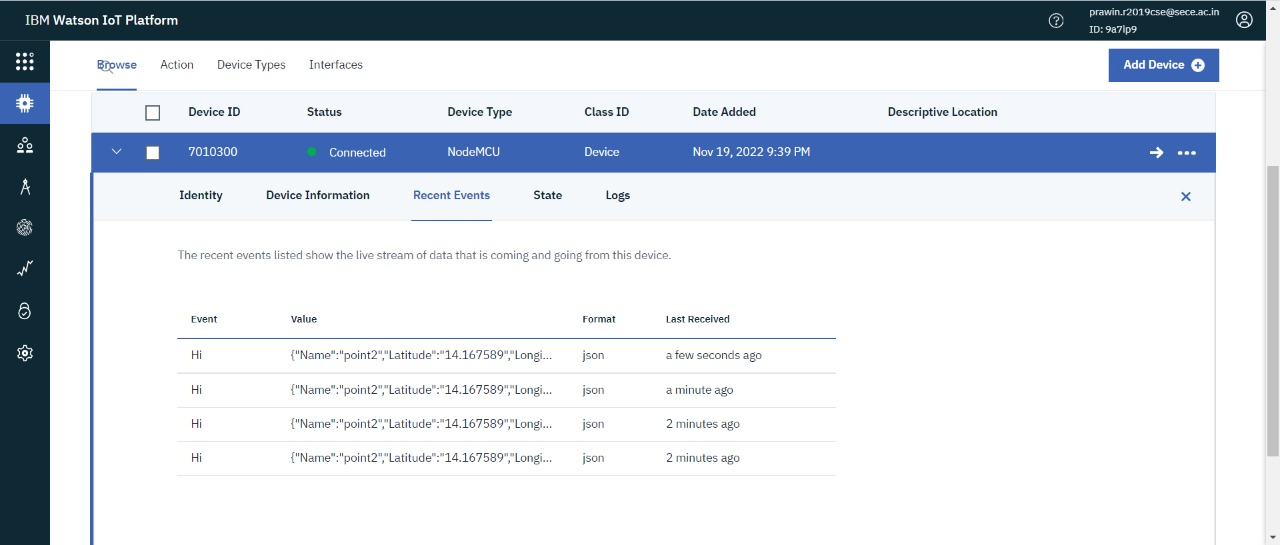 IBM Watson IoT Platform
prawin.r2019cse@sece.ac.in
ID: 9a7ip9
Browse Action Device Types Interfaces
Add Device
Device ID Status Device Type Class ID Date Added Descriptive Location
7010300 Connected NodeMCU Device Nov 19, 2022 9:39 PM
Identity Device Information Recent Events State Logs
The recent events listed show the live stream of data that is coming and going from this device.
Event Value Format Last Received
Hi {"Name":"point2","Latitude":"14.167589","Longi... json a few seconds ago
Hi {"Name":"point2","Latitude":"14.167589","Longi... json a minute ago
Hi {"Name":"point2","Latitude":"14.167589","Longi... json 2 minutes ago
Hi {"Name":"point2","Latitude":"14.167589","Longi... json 2 minutes ago